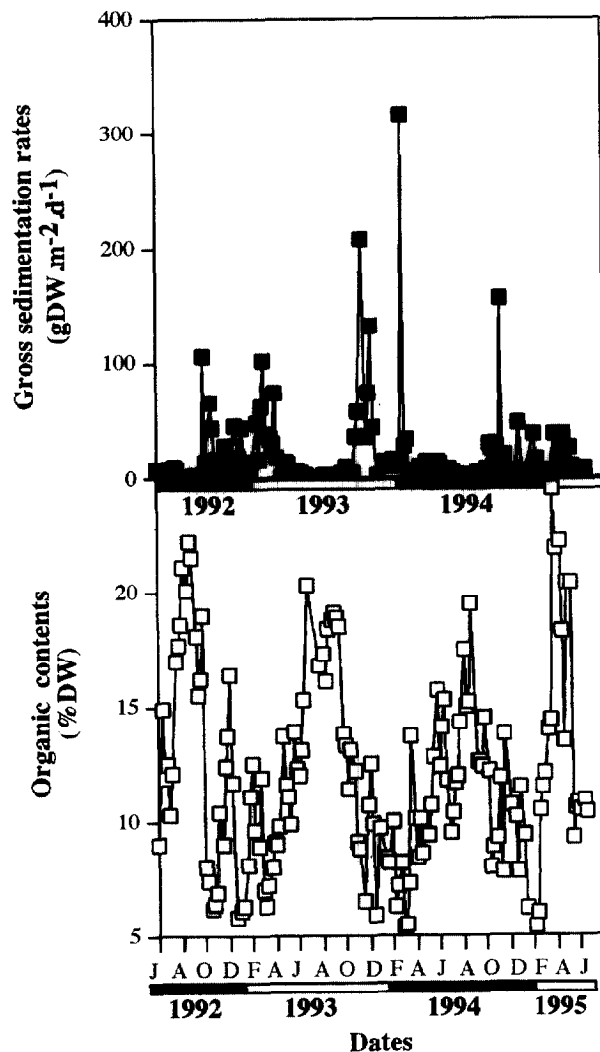 400
300
200
100
0
Gross sedimentation rates
(gDW.m-2.d-1)
1992 1993 1994
20
15
10
5
Organic contents
(%DW)
J A O D F A J A O D F A J A O D F A J
1992 1993 1994 1995
Dates